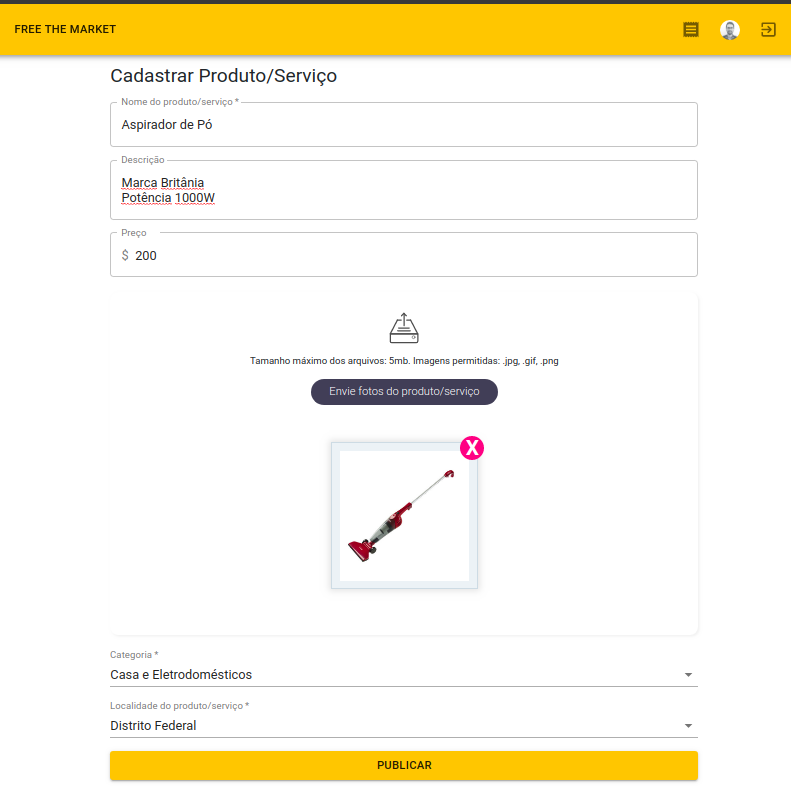 FREE THE MARKET
Cadastrar Produto/Serviço
Nome do produto/serviço *
Aspirador de Pó
Descrição
Marca Britânia
Potência 1000W
Preço
$ 200
Tamanho máximo dos arquivos: 5mb. Imagens permitidas: .jpg, .gif, .png
Envie fotos do produto/serviço
X
Categoria *
Casa e Eletrodomésticos
Localidade do produto/serviço *
Distrito Federal
PUBLICAR